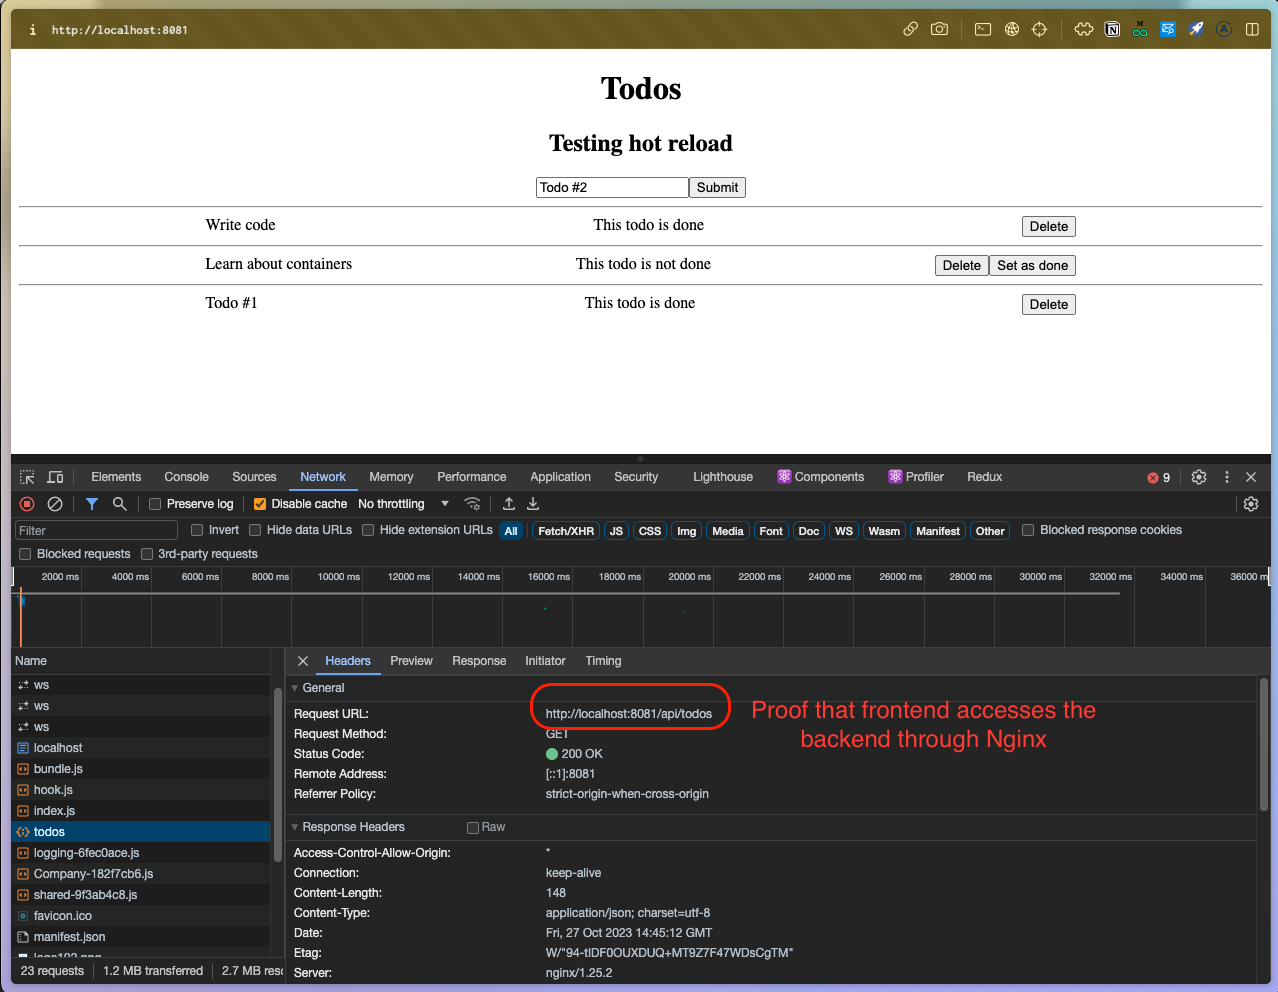 i http://localhost:8081
Todos
Testing hot reload
Todo #2 Submit
Write code This todo is done Delete
Learn about containers This todo is not done Delete Set as done
Todo #1 This todo is done Delete
Elements Console Sources Network Memory Performance Application Security Lighthouse Components Profiler Redux 9
Preserve log Disable cache No throttling
Filter Invert Hide data URLs Hide extension URLs All Fetch/XHR JS CSS Img Media Font Doc WS Wasm Manifest Other Blocked response cookies
Blocked requests 3rd-party requests
2000 ms 4000 ms 6000 ms 8000 ms 10000 ms 12000 ms 14000 ms 16000 ms 18000 ms 20000 ms 22000 ms 24000 ms 26000 ms 28000 ms 30000 ms 32000 ms 34000 ms 36000 m
Name
ws
ws
ws
localhost
bundle.js
hook.js
index.js
todos
logging-6fec0ace.js
Company-182f7cb6.js
shared-9f3ab4c8.js
favicon.ico
manifest.json
23 requests 1.2 MB transferred 2.7 MB resc
Headers Preview Response Initiator Timing
General
Request URL: http://localhost:8081/api/todos
Request Method: GET
Status Code: 200 OK
Remote Address: [::1]:8081
Referrer Policy: strict-origin-when-cross-origin
Proof that frontend accesses the
backend through Nginx
Response Headers Raw
Access-Control-Allow-Origin: *
Connection: keep-alive
Content-Length: 148
Content-Type: application/json; charset=utf-8
Date: Fri, 27 Oct 2023 14:45:12 GMT
Etag: W/"94-tIDF0OUXDUQ+MT9Z7F47WDsCgTM"
Server: nginx/1.25.2